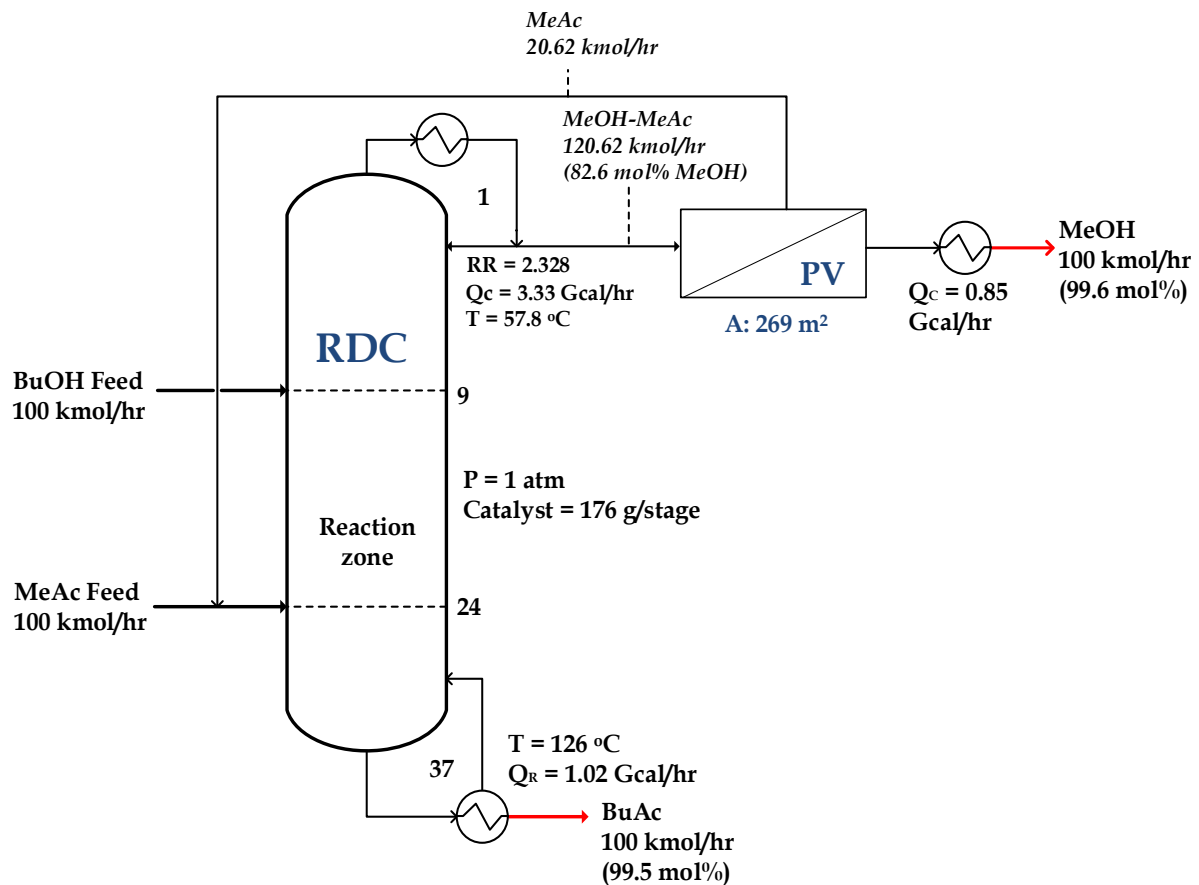 MeAc
20.62 kmol/hr
MeOH-MeAc
120.62 kmol/hr
(82.6 mol% MeOH)
1
RR = 2.328
Qc = 3.33 Gcal/hr
T = 57.8 ºC
PV
A: 269 m²
MeOH
100 kmol/hr
(99.6 mol%)
Qc = 0.85
Gcal/hr
RDC
BuOH Feed
100 kmol/hr
9
P = 1 atm
Catalyst = 176 g/stage
Reaction
zone
MeAc Feed
100 kmol/hr
24
37
T = 126 ºC
QR = 1.02 Gcal/hr
BuAc
100 kmol/hr
(99.5 mol%)